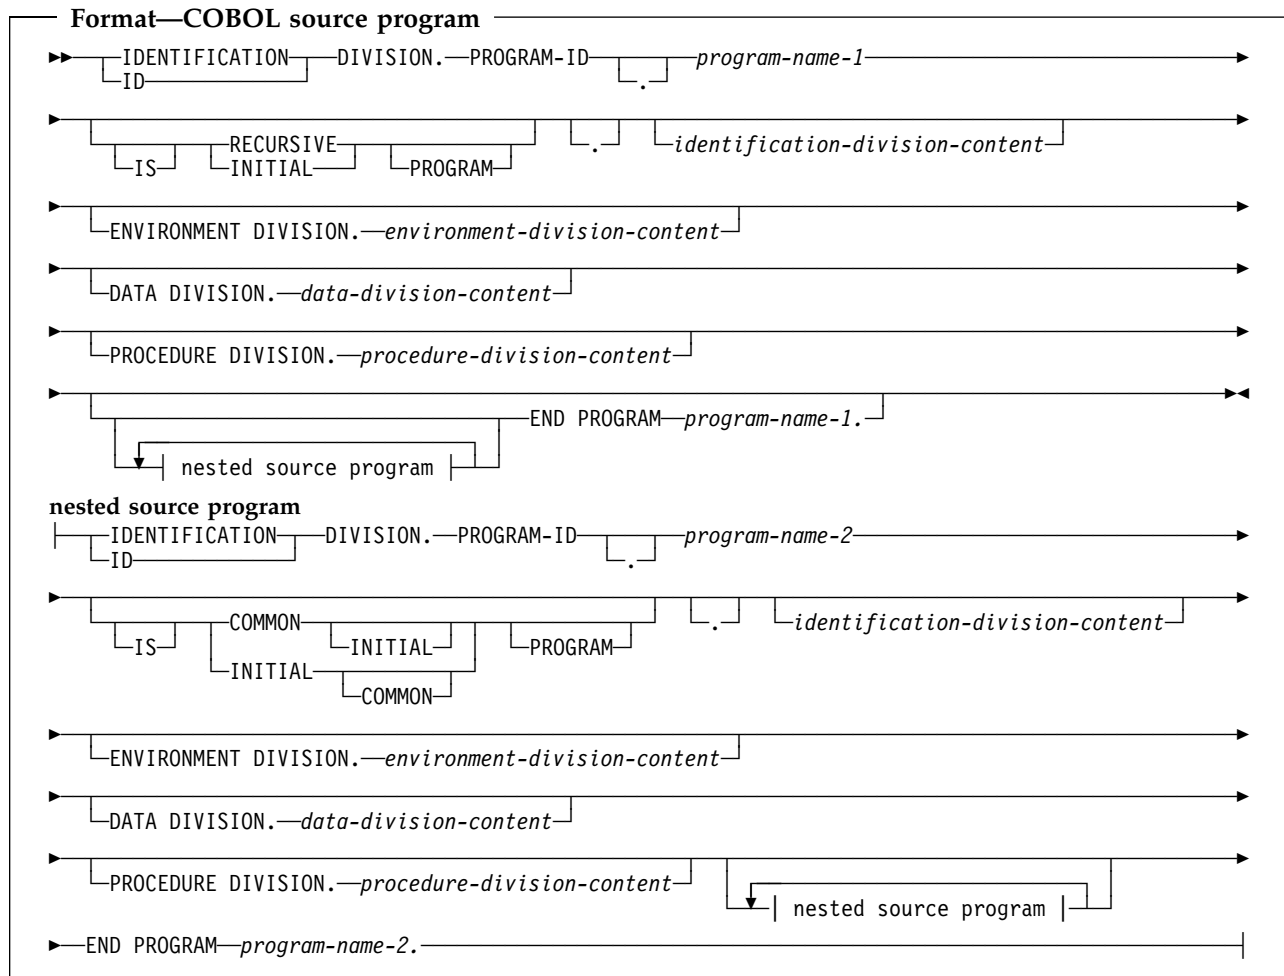 Format—COBOL source program
IDENTIFICATION DIVISION. PROGRAM-ID program-name-1
ID .
RECURSIVE . identification-division-content
IS INITIAL PROGRAM
ENVIRONMENT DIVISION. environment-division-content
DATA DIVISION. data-division-content
PROCEDURE DIVISION. procedure-division-content
END PROGRAM program-name-1.
nested source program
nested source program
IDENTIFICATION DIVISION. PROGRAM-ID program-name-2
ID .
COMMON . identification-division-content
IS INITIAL PROGRAM
INITIAL
COMMON
ENVIRONMENT DIVISION. environment-division-content
DATA DIVISION. data-division-content
PROCEDURE DIVISION. procedure-division-content
nested source program
END PROGRAM program-name-2.